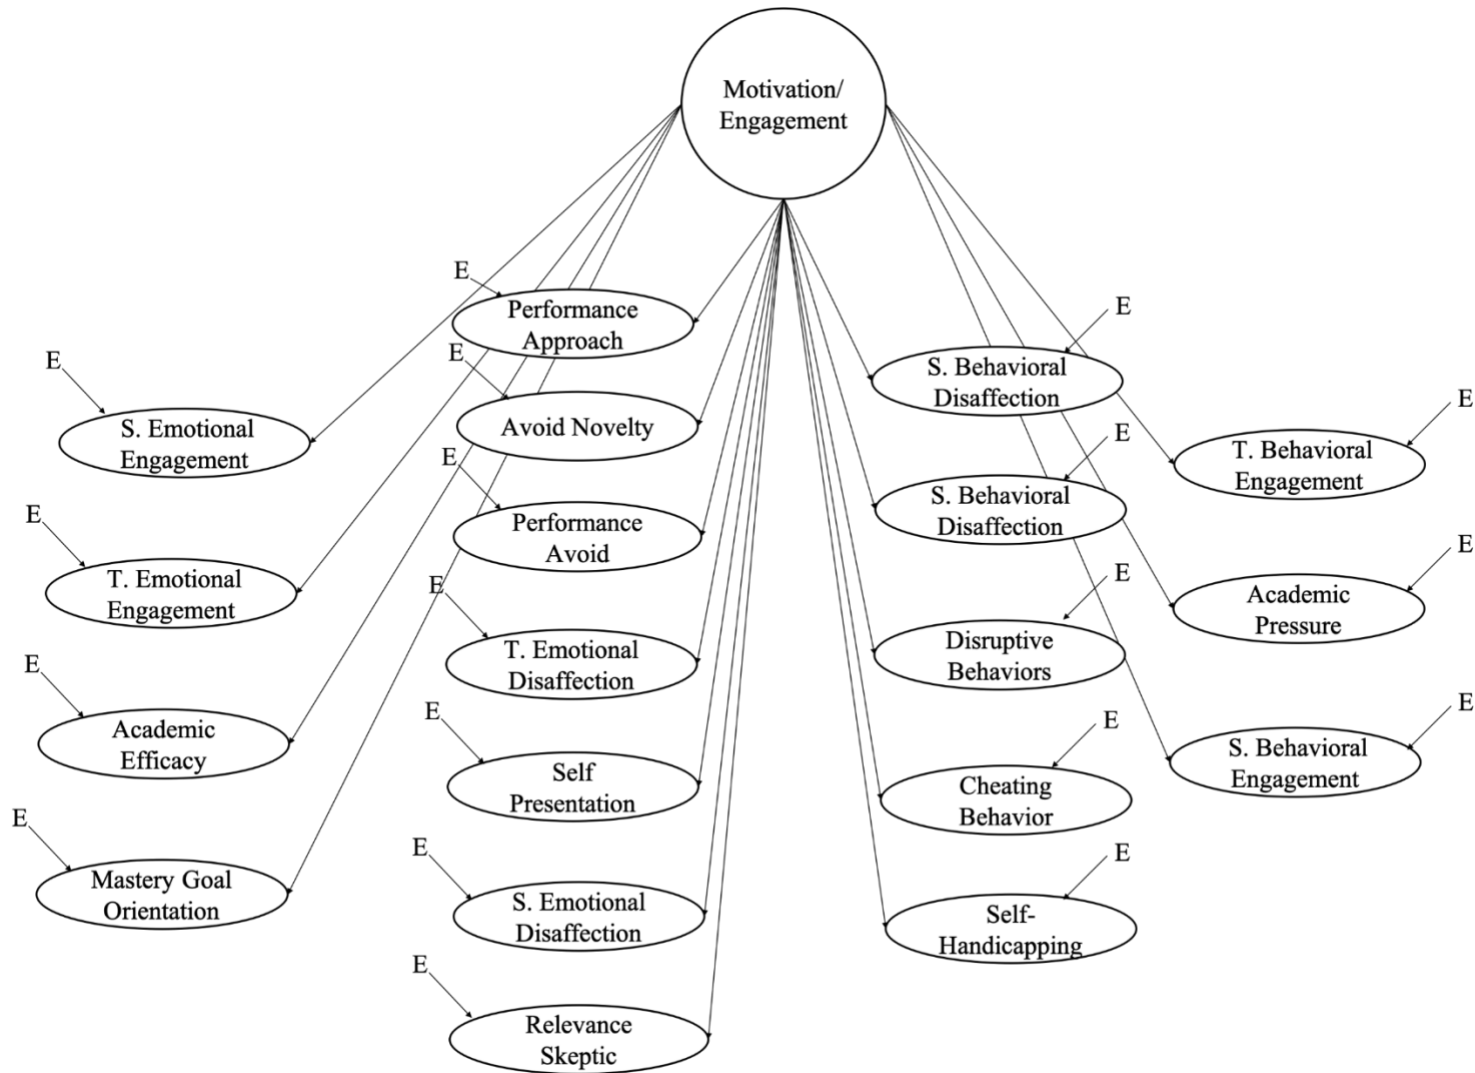 Motivation/
Engagement
E
Performance
Approach
E
Avoid Novelty
E
Performance
Avoid
E
T. Emotional
Disaffection
E
Self
Presentation
E
S. Emotional
Disaffection
E
Relevance
Skeptic
E
S. Emotional
Engagement
E
T. Emotional
Engagement
E
Academic
Efficacy
E
Mastery Goal
Orientation
E
S. Behavioral
Disaffection
E
S. Behavioral
Disaffection
E
Disruptive
Behaviors
E
Cheating
Behavior
E
Self-
Handicapping
E
T. Behavioral
Engagement
E
Academic
Pressure
E
S. Behavioral
Engagement